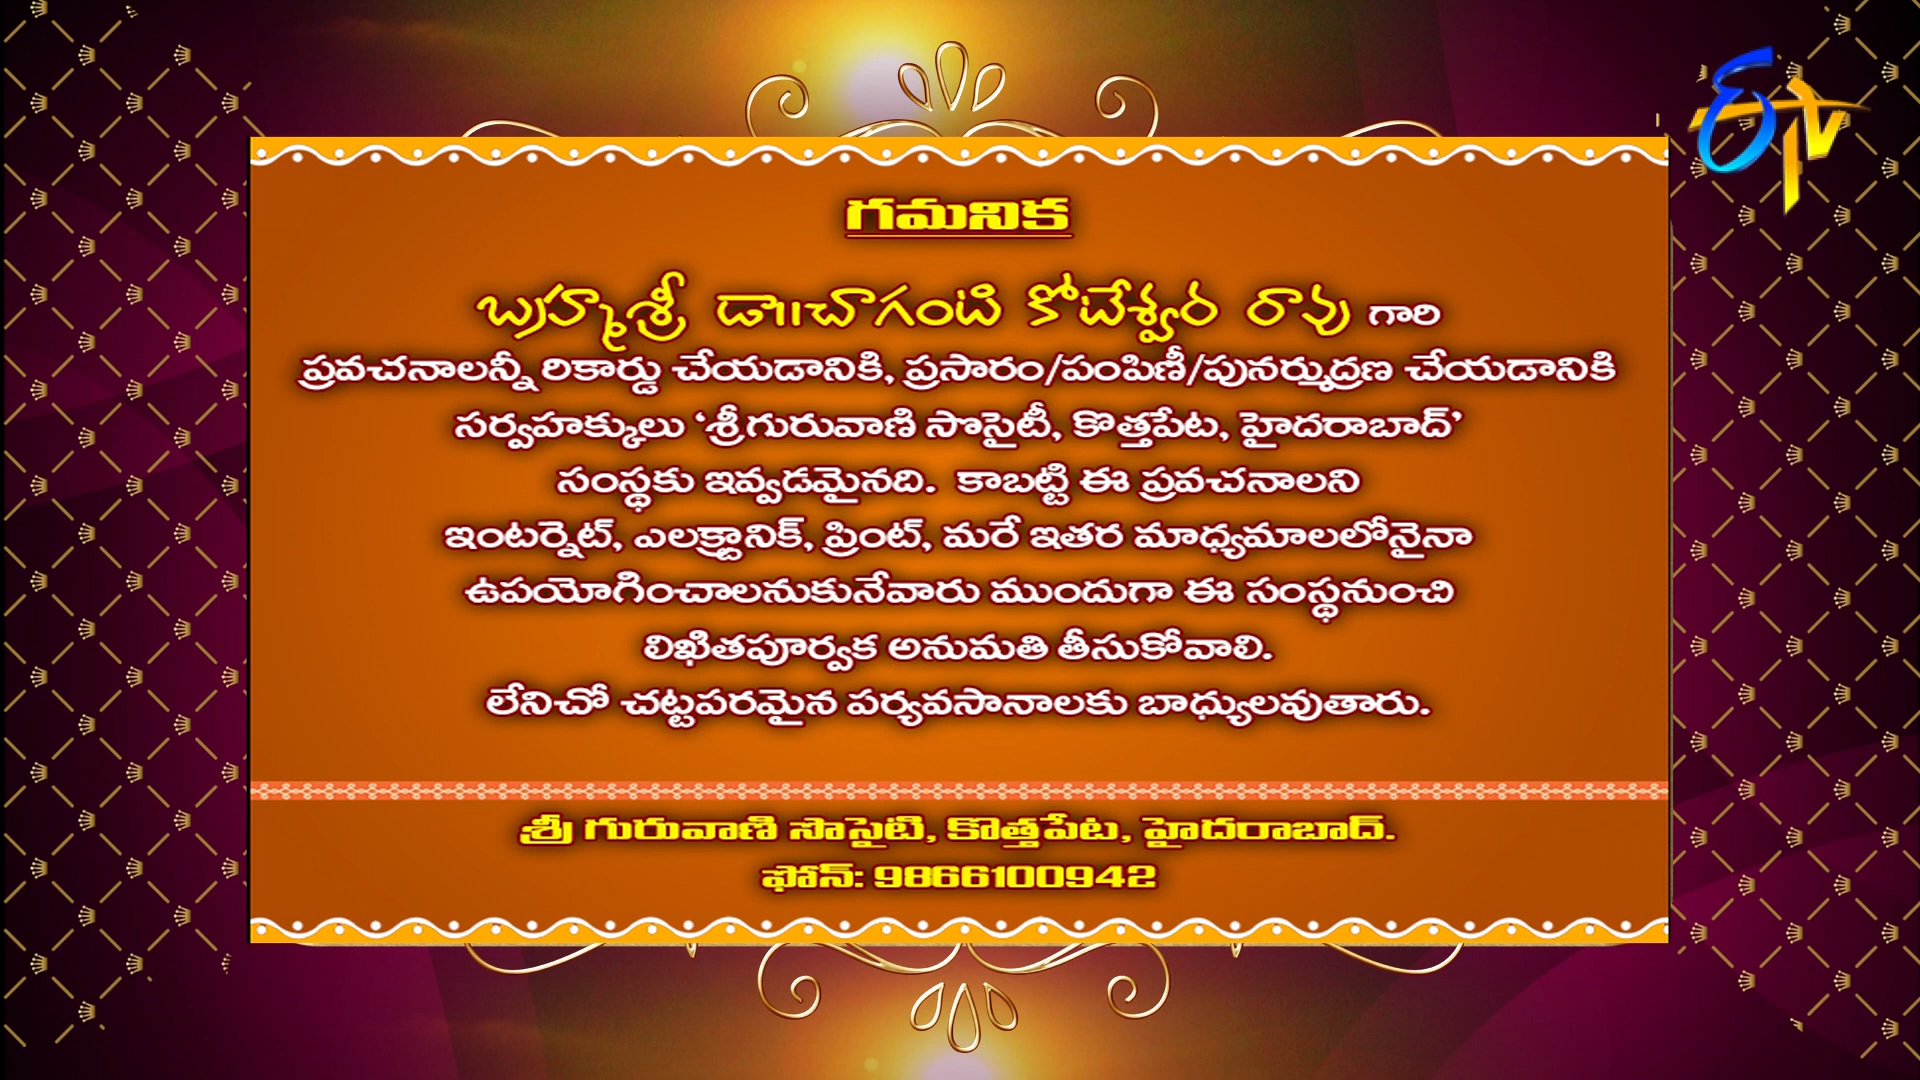 ఈtv
గమనిక
బ్రహ్మశ్రీ డా॥చాగంటి కోటేశ్వర రావు గారి
ప్రవచనాలన్నీ రికార్డు చేయడానికి, ప్రసారం/పంపిణీ/పునర్ముద్రణ చేయడానికి
సర్వహక్కులు ‘శ్రీగురువాణి సొసైటీ, కొత్తపేట, హైదరాబాద్’
సంస్థకు ఇవ్వడమైనది. కాబట్టి ఈ ప్రవచనాలని
ఇంటర్నెట్, ఎలక్ట్రానిక్, ప్రింట్, మరే ఇతర మాధ్యమాలలోనైనా
ఉపయోగించాలనుకునేవారు ముందుగా ఈ సంస్థనుంచి
లిఖితపూర్వక అనుమతి తీసుకోవాలి.
లేనిచో చట్టపరమైన పర్యవసానాలకు బాధ్యులవుతారు.
శ్రీ గురువాణి సొసైటి, కొత్తపేట, హైదరాబాద్.
ఫోన్: 9866100942